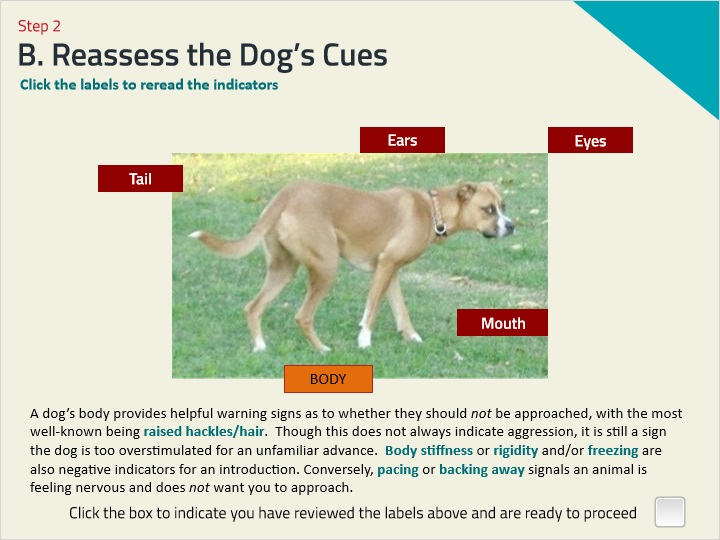 Step 2
B. Reassess the Dog's Cues
Click the labels to reread the indicators
Ears
Eyes
Tail
Mouth
BODY
A dog's body provides helpful warning signs as to whether they should not be approached, with the most
well-known being raised hackles/hair.  Though this does not always indicate aggression, it is still a sign
the dog is too overstimulated for an unfamiliar advance.  Body stiffness or rigidity and/or freezing are
also negative indicators for an introduction. Conversely, pacing or backing away signals an animal is
feeling nervous and does not want you to approach.
Click the box to indicate you have reviewed the labels above and are ready to proceed